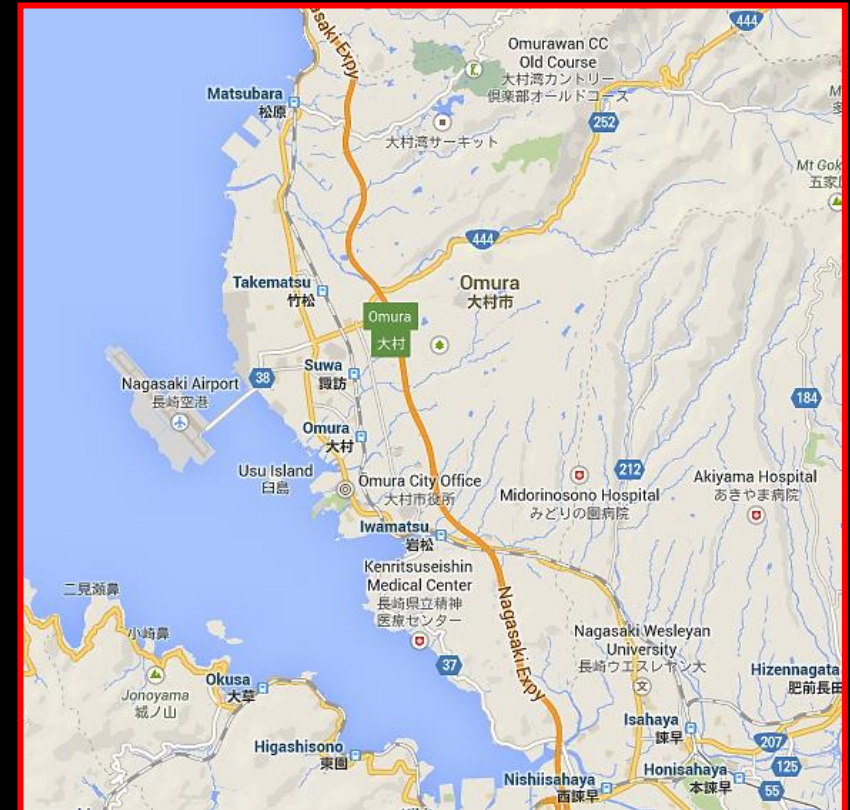 asaki Expy
444
Omurawan CC
Old Course
大村湾カントリー
倶楽部オールドコース
Matsubara
松原
252
大村湾サーキット
Mt Gok
五家原
444
Omura
大村市
Takematsu
竹松
Omura
大村
Suwa
諏訪
Nagasaki Airport
長崎空港
38
184
Omura
大村
Usu Island
臼島
Omura City Office
大村市役所
212
Midorinosono Hospital
みどりの園病院
Akiyama Hospital
あきやま病院
Iwamatsu
岩松
Kenritsuseishin
Medical Center
長崎県立精神
医療センター
Nagasaki Expy
二見瀬鼻
小崎鼻
Nagasaki Wesleyan
University
長崎ウエスレヤン大
37
Okusa
大草
Jonoyama
城ノ山
Hizennagata
肥前長田
Isahaya
諫早
Higashisono
東園
207
125
Honisahaya
本諫早
55
Nishiisahaya
西諫早